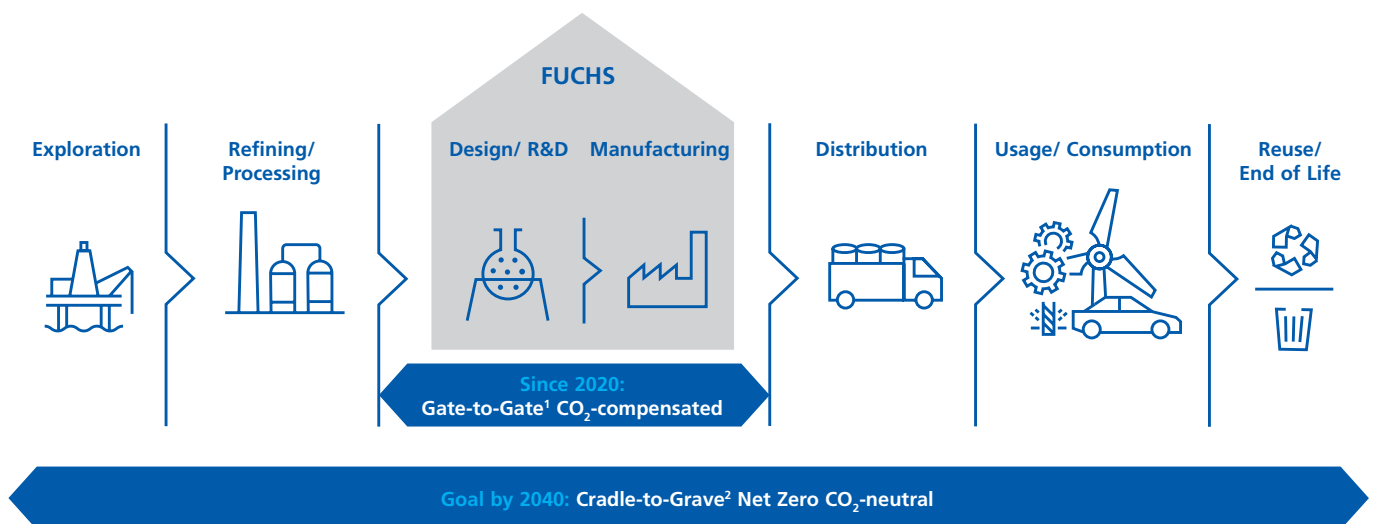 FUCHS
Exploration
Refining/
Processing
Design/ R&D
Manufacturing
Distribution
Usage/ Consumption
Reuse/
End of Life
Since 2020:
Gate-to-Gate¹ CO₂-compensated
Goal by 2040: Cradle-to-Grave² Net Zero CO₂-neutral